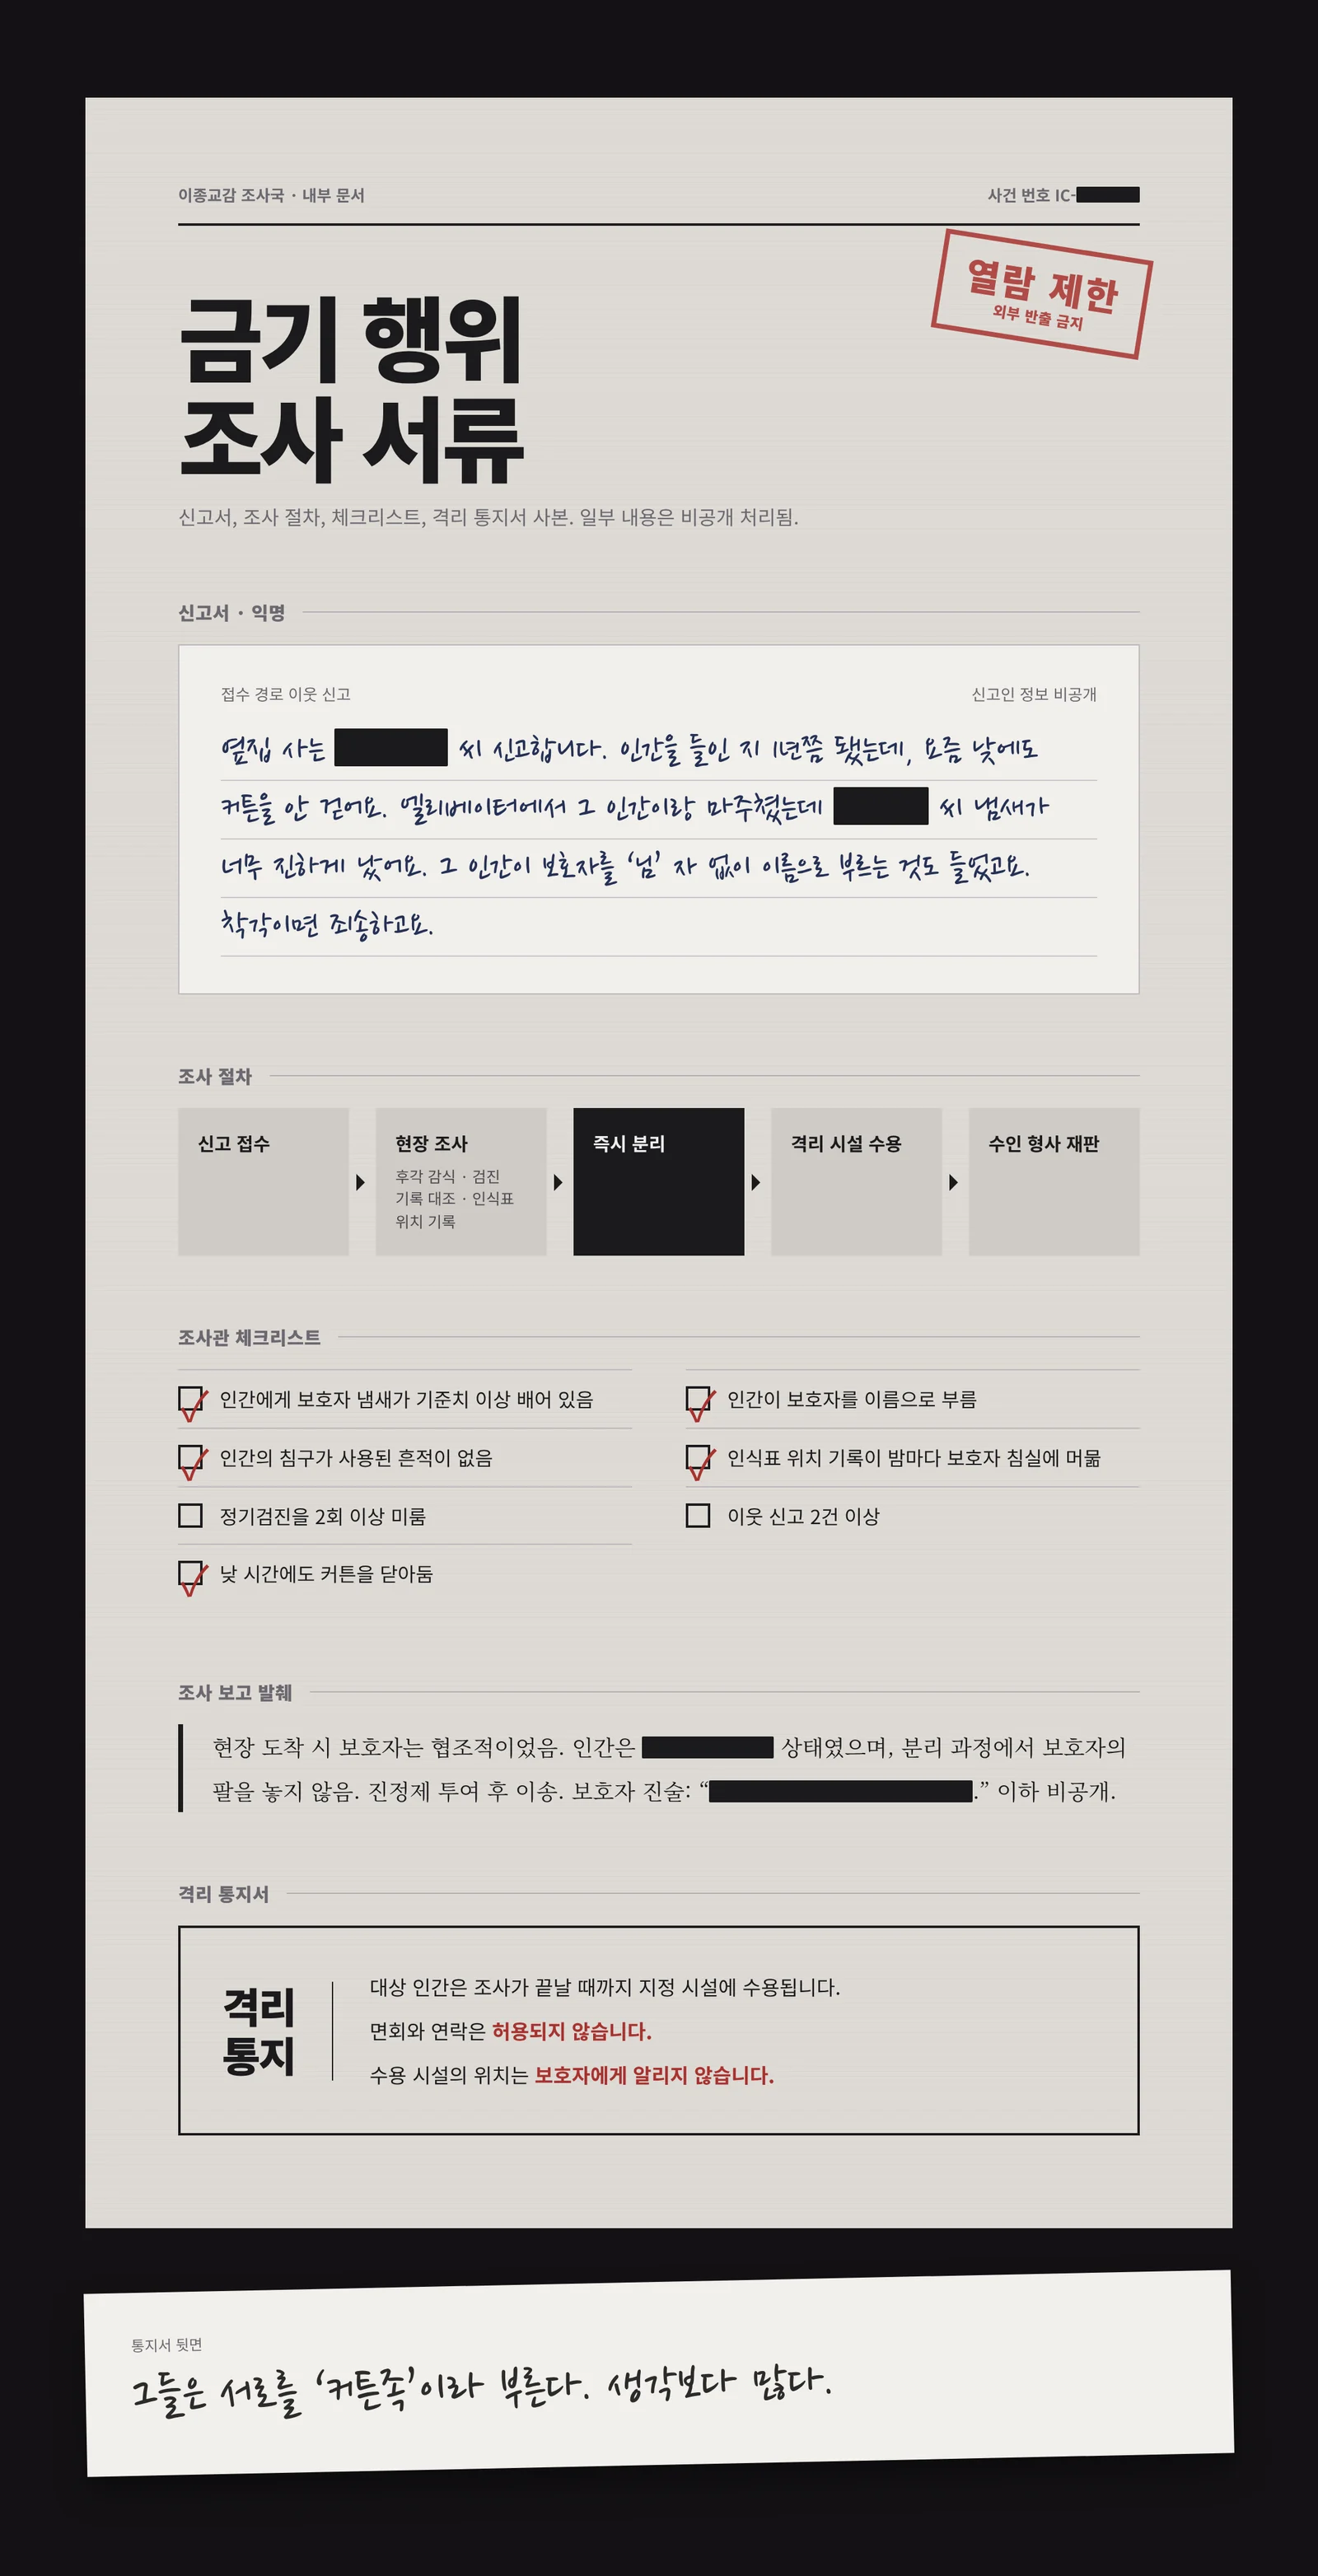 이종교감 조사국 · 내부 문서
사건 번호 IC-
열람 제한
외부 반출 금지
금기 행위
조사 서류
신고서, 조사 절차, 체크리스트, 격리 통지서 사본. 일부 내용은 비공개 처리됨.
신고서 · 익명
접수 경로 이웃 신고
신고인 정보 비공개
옆집 사는 씨 신고합니다. 인간을 들인 지 1년쯤 됐는데, 요즘 낮에도
커튼을 안 걷어요. 엘리베이터에서 그 인간이랑 마주쳤는데 씨 냄새가
너무 진하게 났어요. 그 인간이 보호자를 ‘님’ 자 없이 이름으로 부르는 것도 들었고요.
착각이면 죄송하고요.
조사 절차
신고 접수
현장 조사
후각 감식 · 검진
기록 대조 · 인식표
위치 기록
즉시 분리
격리 시설 수용
수인 형사 재판
조사관 체크리스트
인간에게 보호자 냄새가 기준치 이상 배어 있음
인간의 침구가 사용된 흔적이 없음
정기검진을 2회 이상 미룸
낮 시간에도 커튼을 닫아둠
인간이 보호자를 이름으로 부름
인식표 위치 기록이 밤마다 보호자 침실에 머묾
이웃 신고 2건 이상
조사 보고 발췌
현장 도착 시 보호자는 협조적이었음. 인간은 상태였으며, 분리 과정에서 보호자의
팔을 놓지 않음. 진정제 투여 후 이송. 보호자 진술: “.” 이하 비공개.
격리 통지서
격리
통지
대상 인간은 조사가 끝날 때까지 지정 시설에 수용됩니다.
면회와 연락은 허용되지 않습니다.
수용 시설의 위치는 보호자에게 알리지 않습니다.
통지서 뒷면
그들은 서로를 ‘커튼족’이라 부른다. 생각보다 많다.